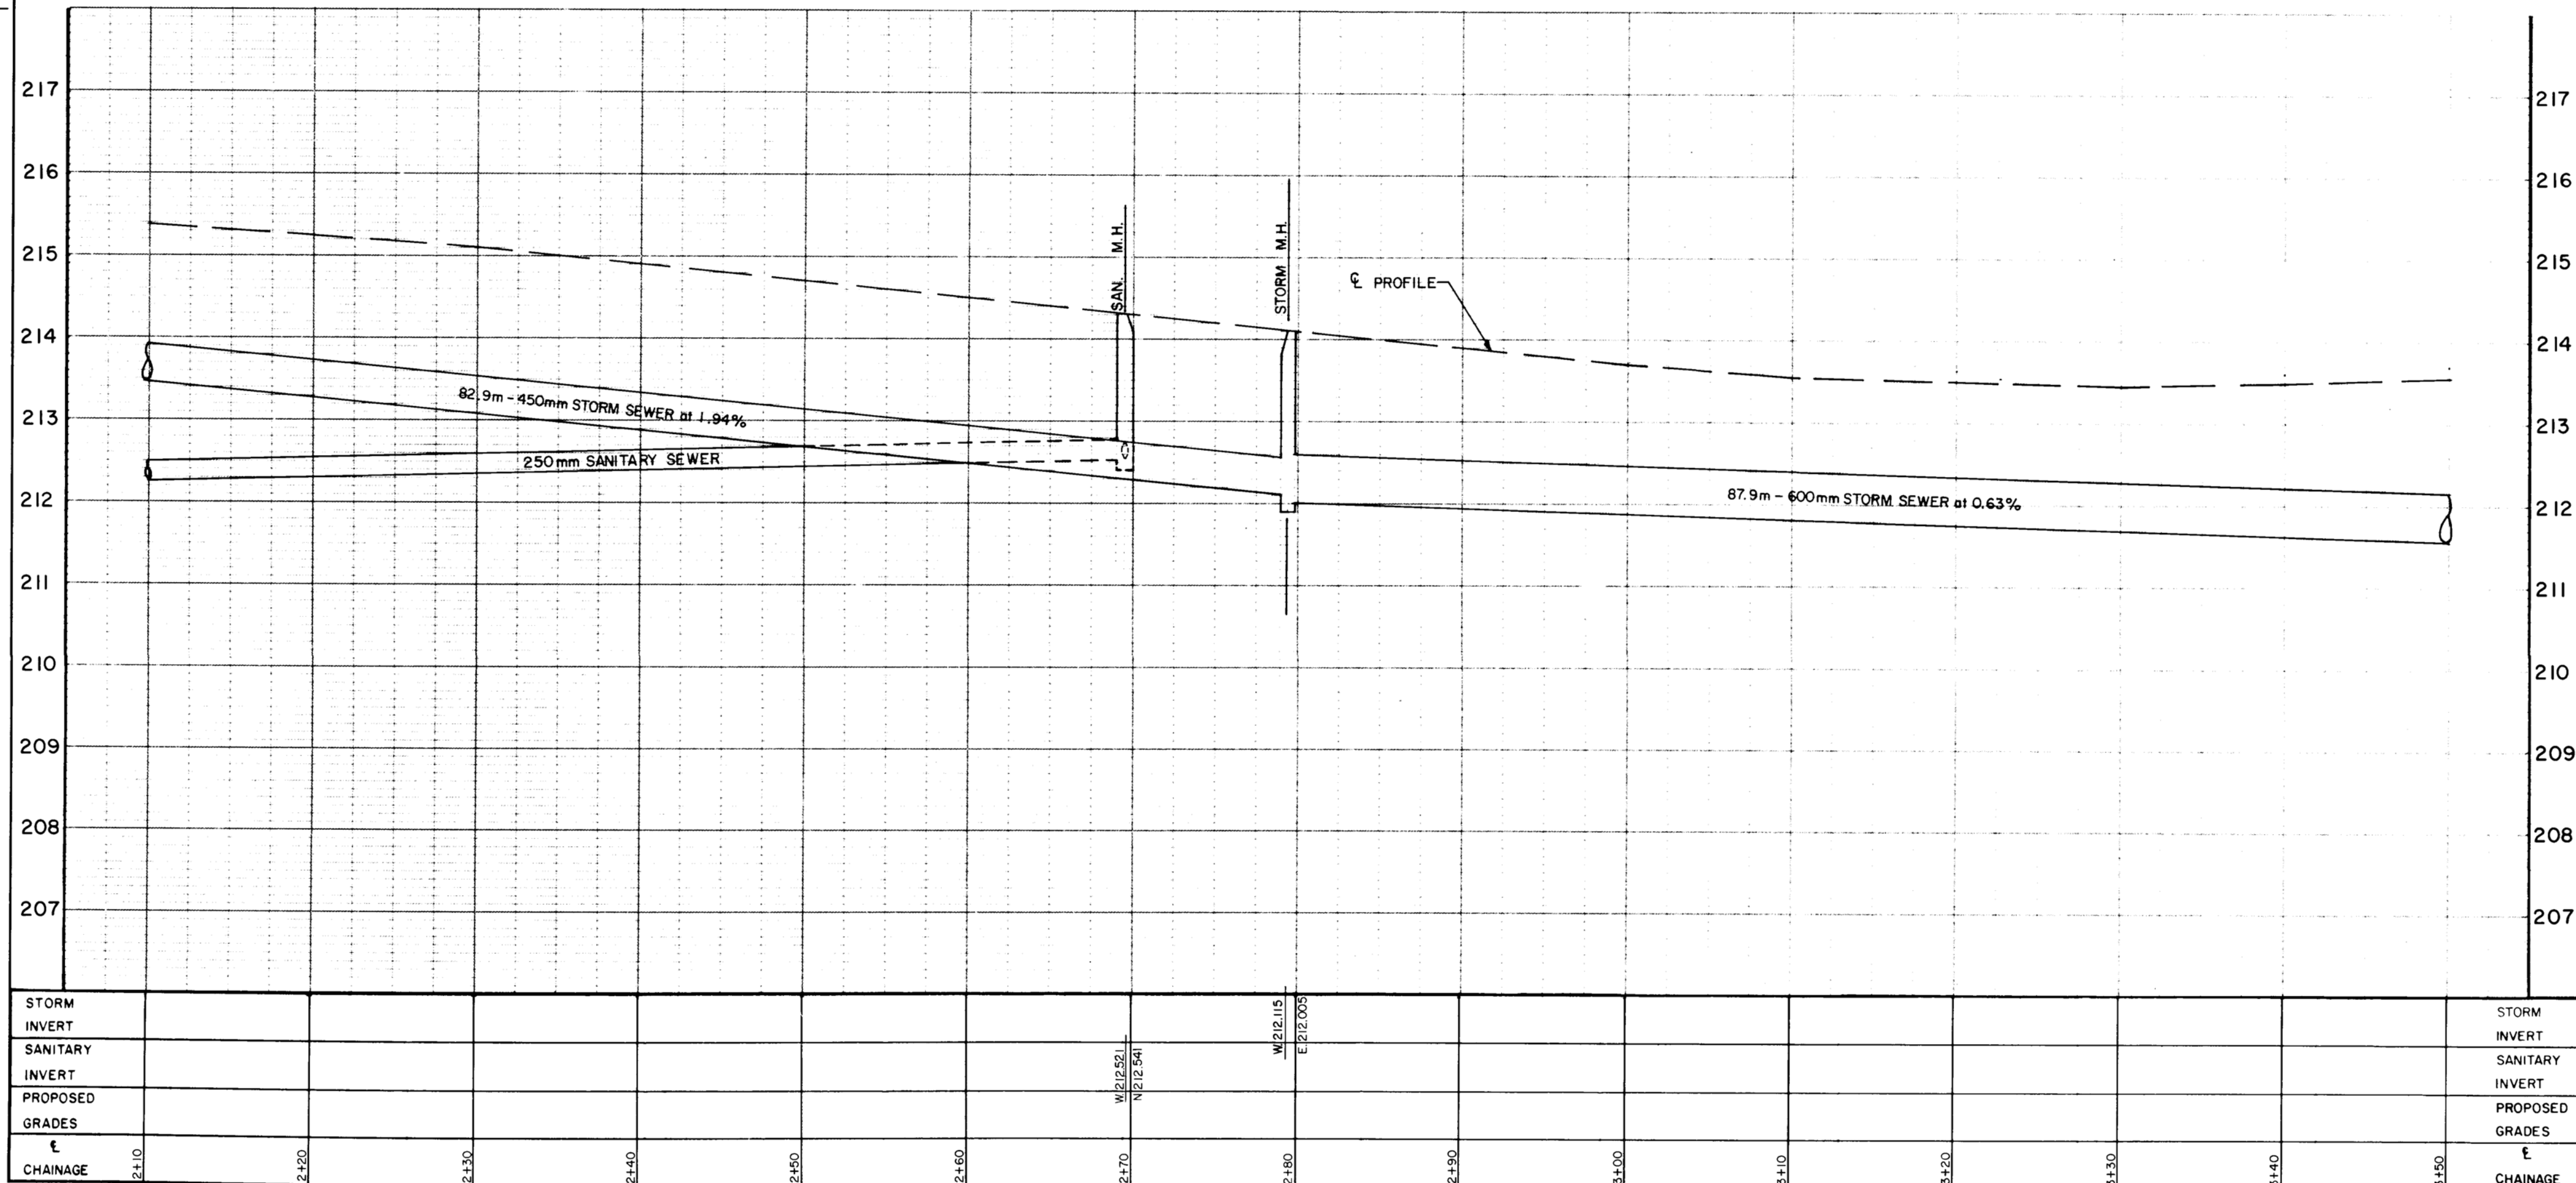 217
216
215
214
213
212
211
210
209
208
207
217
216
215
214
213
212
211
210
209
208
207
SAN. M.H.
STORM M.H.
℄ PROFILE
82.9m - 450mm STORM SEWER at 1.94%
250mm SANITARY SEWER
87.9m - 600mm STORM SEWER at 0.63%
STORM
INVERT
W.212.115
E.212.005
STORM
INVERT
SANITARY
INVERT
W.212.521
N.212.541
SANITARY
INVERT
PROPOSED
GRADES
PROPOSED
GRADES
℄
CHAINAGE
2+10
2+20
2+30
2+40
2+50
2+60
2+70
2+80
2+90
3+00
3+10
3+20
3+30
3+40
3+50
℄
CHAINAGE